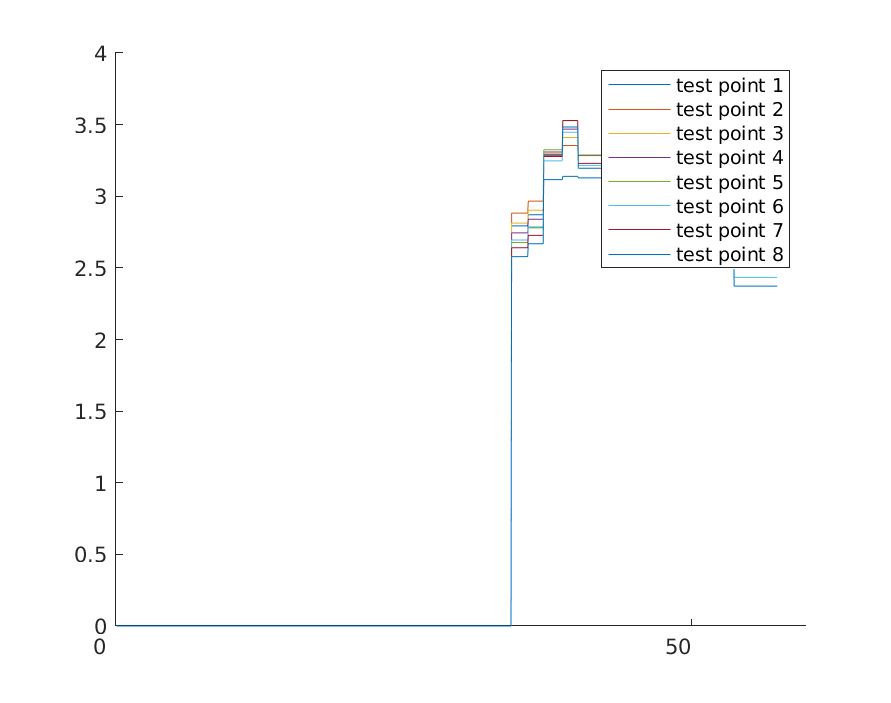 4
3.5
3
2.5
2
1.5
1
0.5
0
0
50
test point 1
test point 2
test point 3
test point 4
test point 5
test point 6
test point 7
test point 8